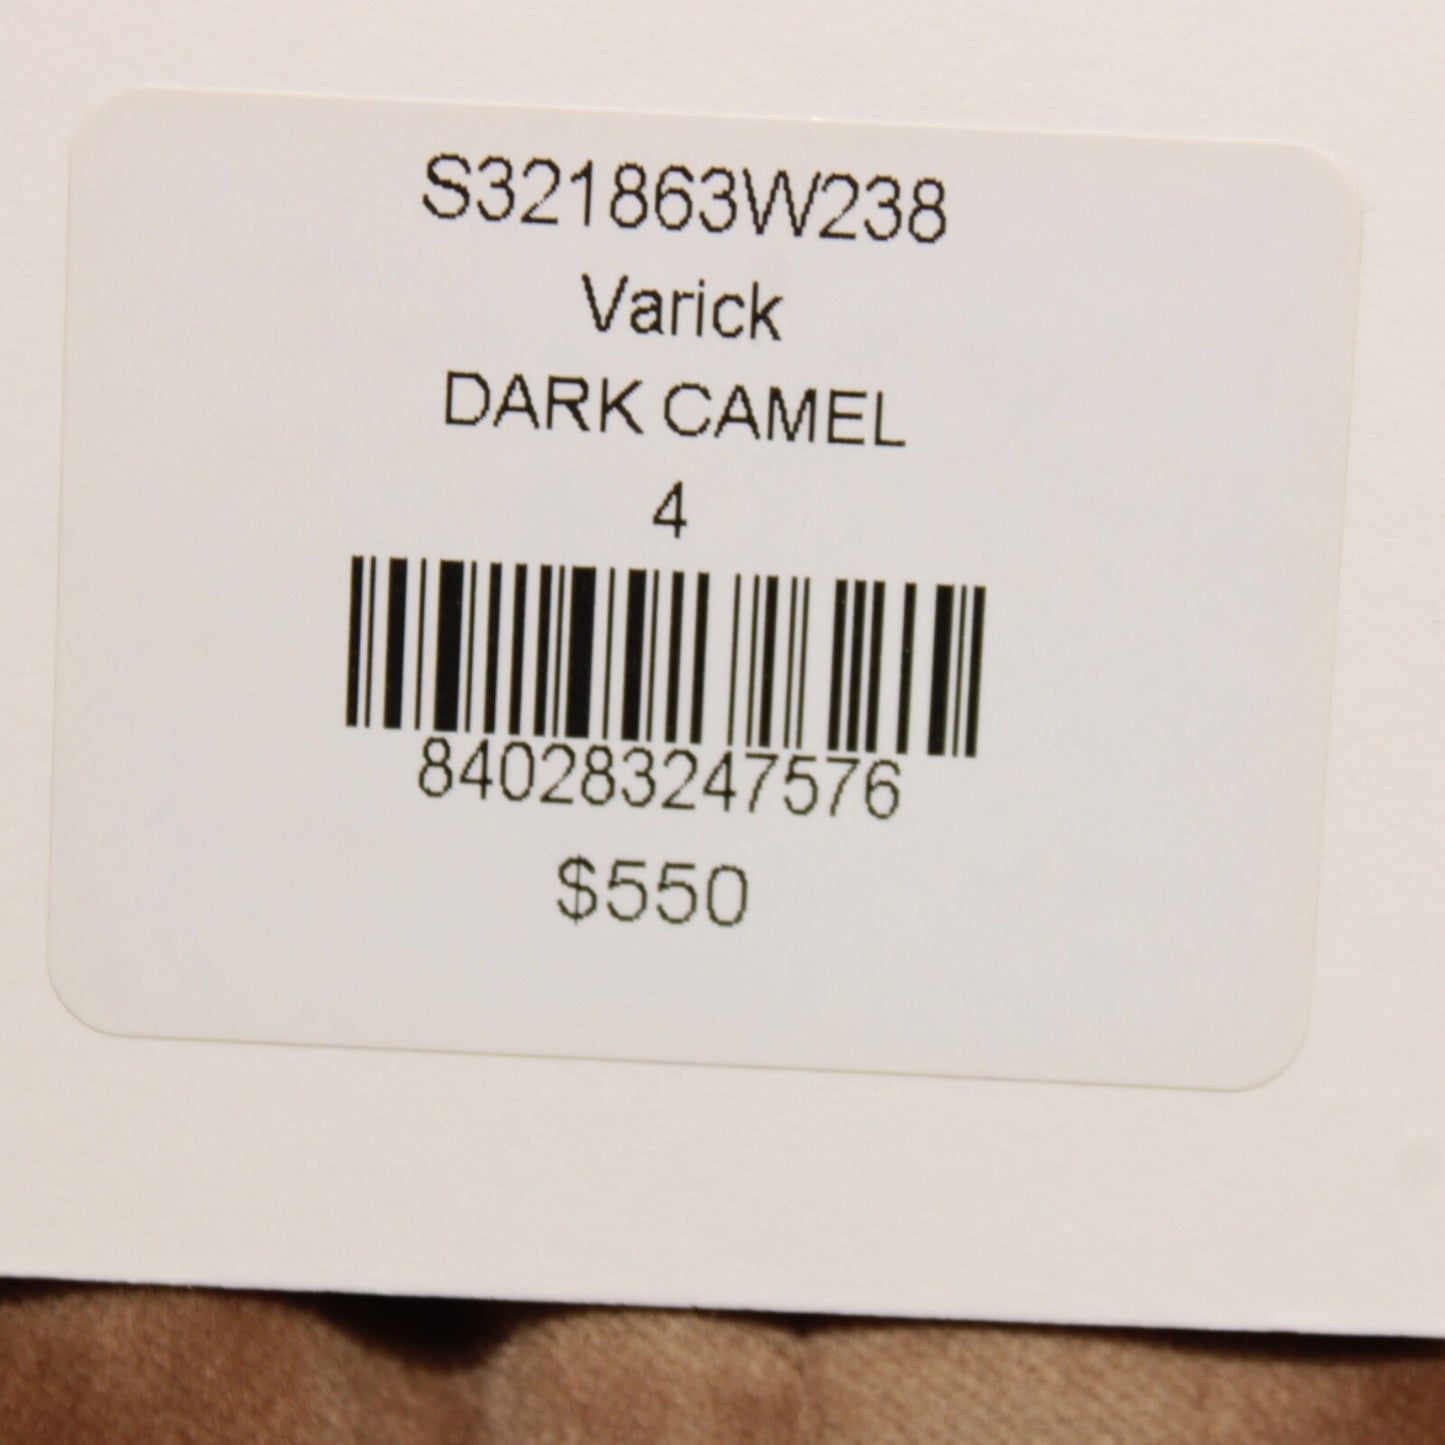 S321863W238
Varick
DARK CAMEL
4
840283247576
$550